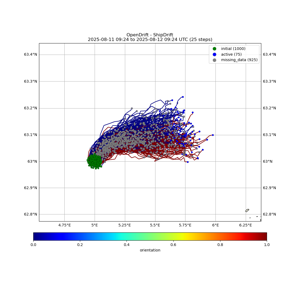 OpenDrift - ShipDrift
2025-08-11 09:24 to 2025-08-12 09:24 UTC (25 steps)
initial (1000)
active (75)
missing_data (925)
63.4°N 63.4°N
63.3°N 63.3°N
63.2°N 63.2°N
63.1°N 63.1°N
63°N 63°N
62.9°N 62.9°N
62.8°N 62.8°N
4.75°E 5°E 5.25°E 5.5°E 5.75°E 6°E 6.25°E
0.0 0.2 0.4 0.6 0.8 1.0
orientation